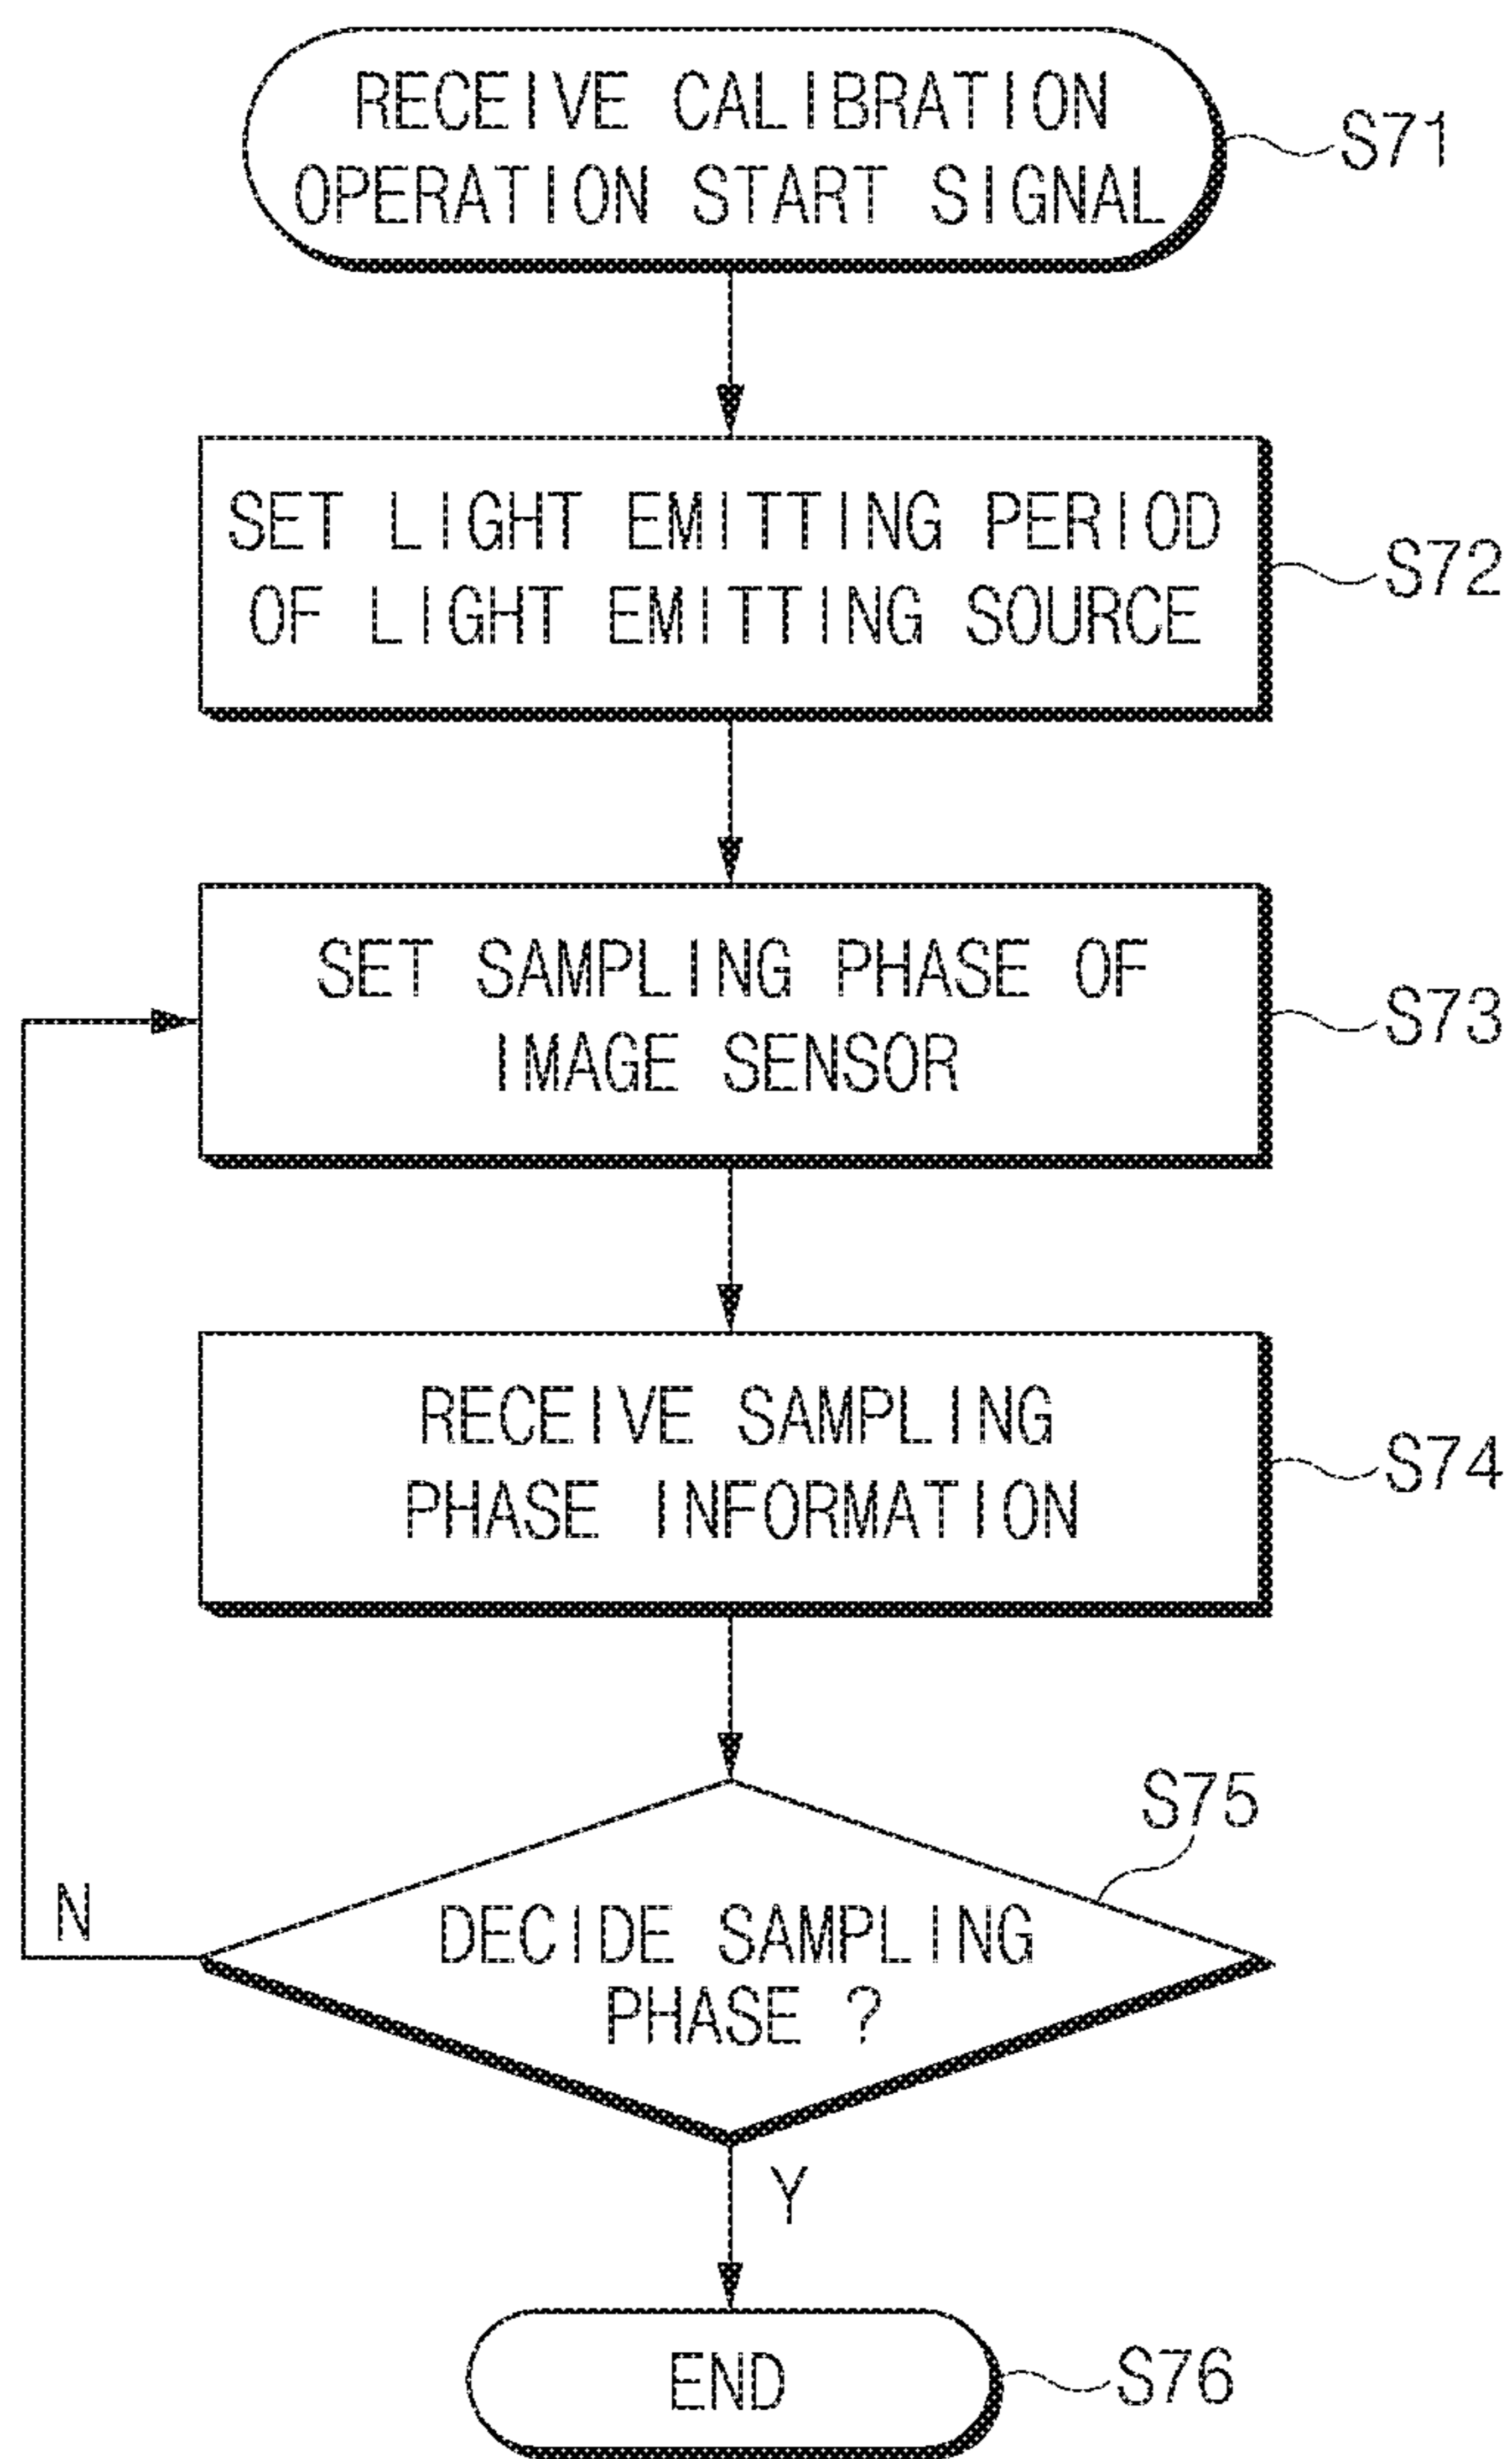 RECEIVE CALIBRATION
OPERATION START SIGNAL
S71
SET LIGHT EMITTING PERIOD
OF LIGHT EMITTING SOURCE
S72
SET SAMPLING PHASE OF
IMAGE SENSOR
S73
RECEIVE SAMPLING
PHASE INFORMATION
S74
S75
DECIDE SAMPLING
PHASE ?
N
Y
END
S76